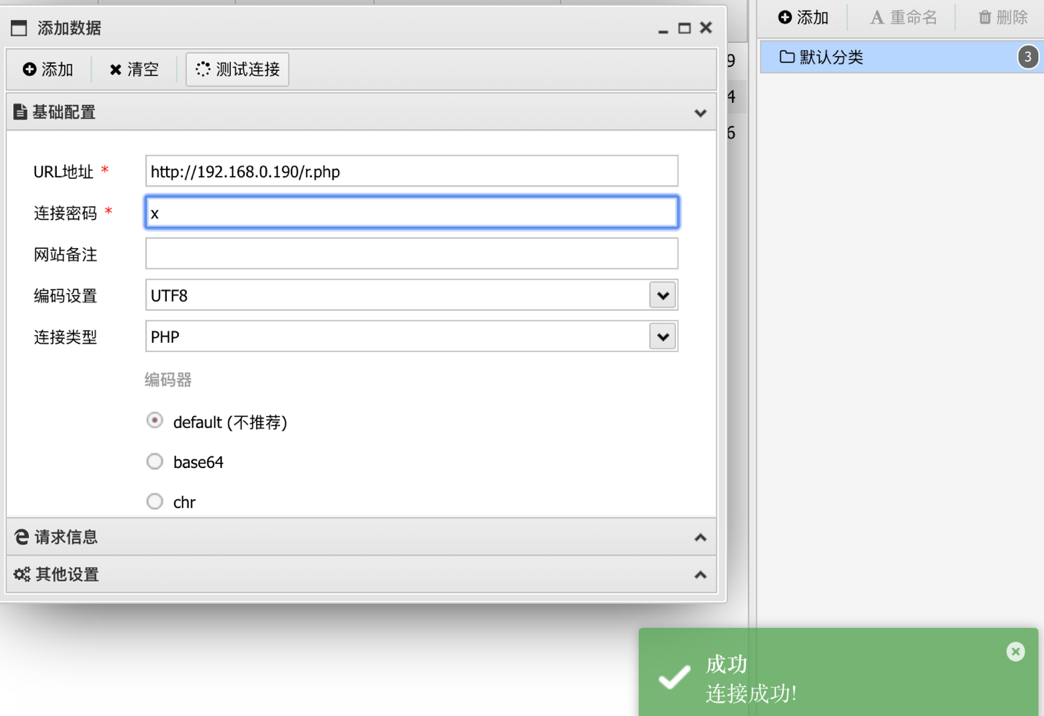 添加数据
添加 清空 测试连接
基础配置
URL地址 * http://192.168.0.190/r.php
连接密码 * x
网站备注
编码设置 UTF8
连接类型 PHP
编码器
default (不推荐)
base64
chr
请求信息
其他设置
9
4
6
添加 重命名 删除
默认分类 3
成功
连接成功!